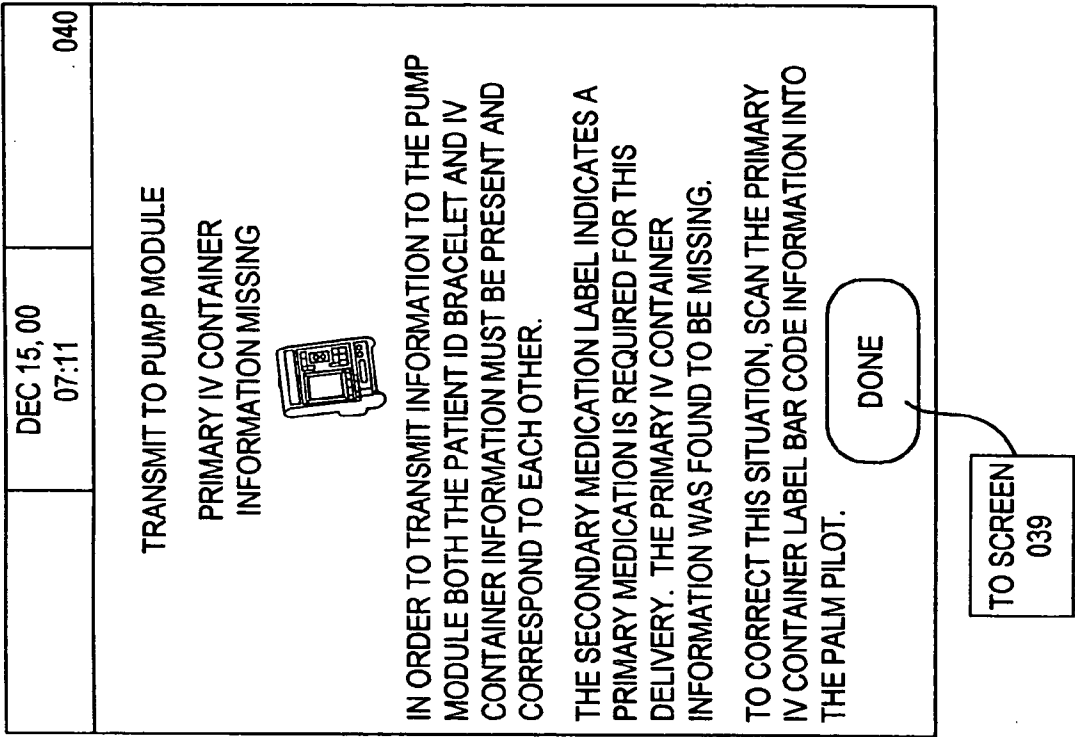 DEC 15, 00
07:11
040
TRANSMIT TO PUMP MODULE
PRIMARY IV CONTAINER
INFORMATION MISSING
IN ORDER TO TRANSMIT INFORMATION TO THE PUMP
MODULE BOTH THE PATIENT ID BRACELET AND IV
CONTAINER INFORMATION MUST BE PRESENT AND
CORRESPOND TO EACH OTHER.
THE SECONDARY MEDICATION LABEL INDICATES A
PRIMARY MEDICATION IS REQUIRED FOR THIS
DELIVERY. THE PRIMARY IV CONTAINER
INFORMATION WAS FOUND TO BE MISSING.
TO CORRECT THIS SITUATION, SCAN THE PRIMARY
IV CONTAINER LABEL BAR CODE INFORMATION INTO
THE PALM PILOT.
DONE
TO SCREEN
039